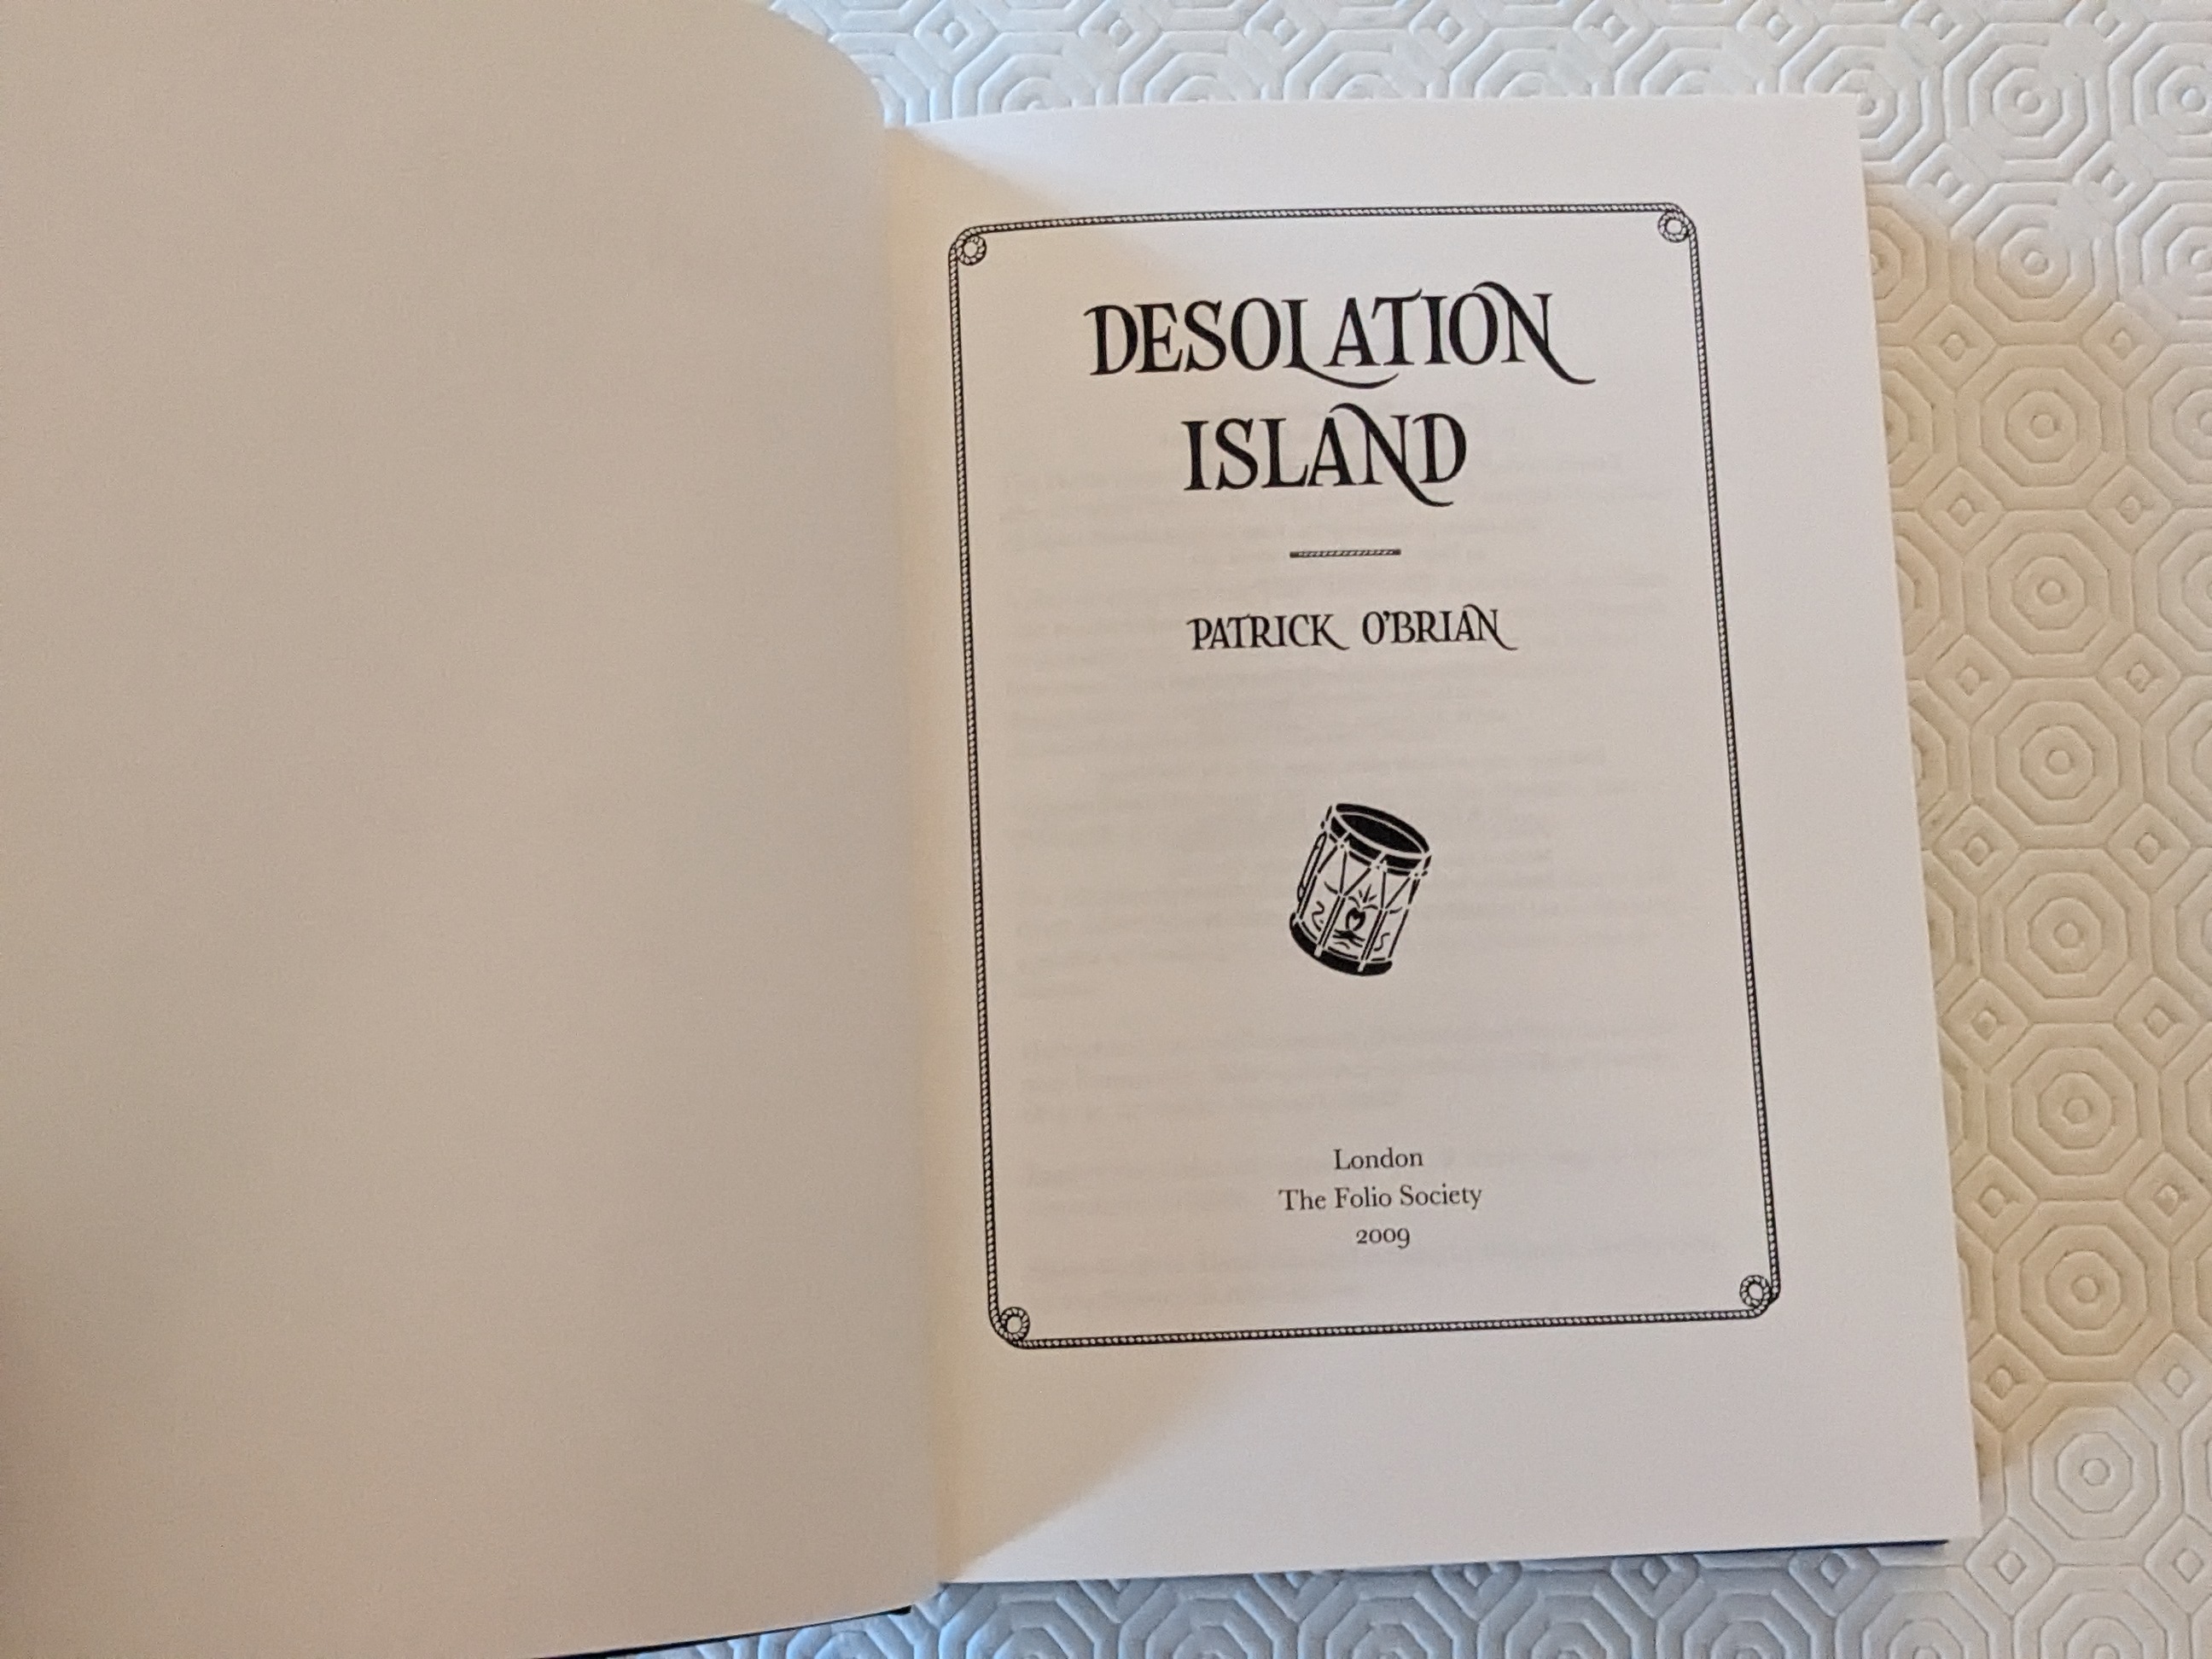 DESOLATION
ISLAND
PATRICK O'BRIAN
London
The Folio Society
2009